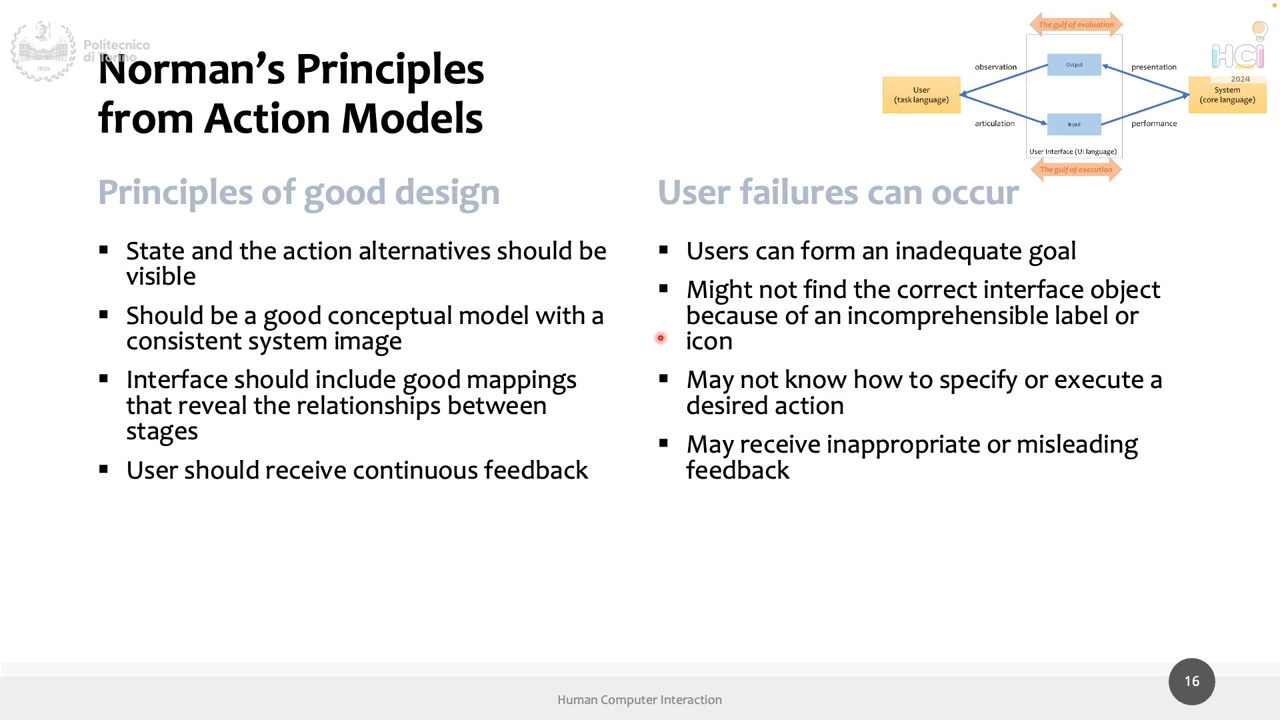 Politecnico
di Torino
1859
Norman's Principles
from Action Models
The gulf of evaluation
observation
Output
presentation
User
(task language)
System
(core language)
articulation
Input
performance
User Interface (UI language)
The gulf of execution
HCI
2024
Principles of good design
▪ State and the action alternatives should be
visible
▪ Should be a good conceptual model with a
consistent system image
▪ Interface should include good mappings
that reveal the relationships between
stages
▪ User should receive continuous feedback
User failures can occur
▪ Users can form an inadequate goal
▪ Might not find the correct interface object
because of an incomprehensible label or
icon
▪ May not know how to specify or execute a
desired action
▪ May receive inappropriate or misleading
feedback
Human Computer Interaction
16